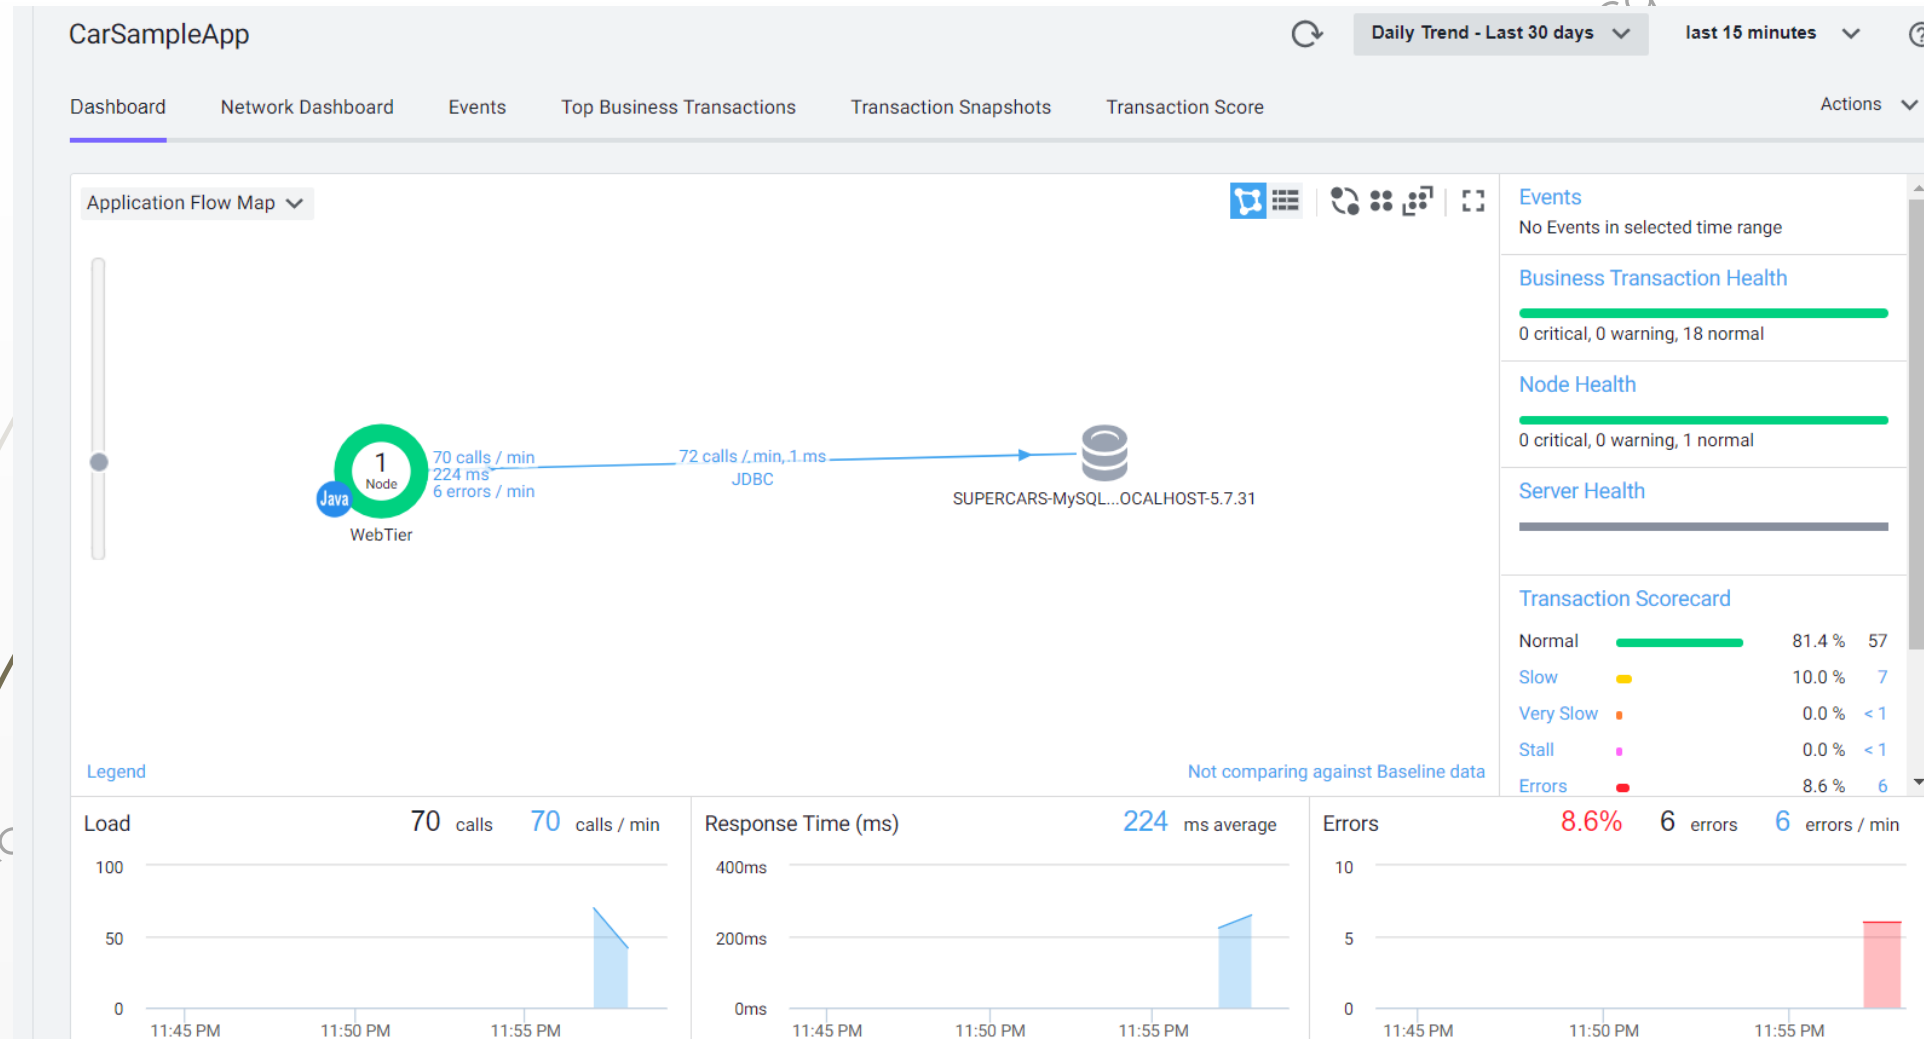 CarSampleApp
Daily Trend - Last 30 days
last 15 minutes
Dashboard
Network Dashboard
Events
Top Business Transactions
Transaction Snapshots
Transaction Score
Actions
Application Flow Map
1
Node
Java
WebTier
70 calls / min
224 ms
6 errors / min
72 calls / min, 1 ms
JDBC
SUPERCARS-MySQL...OCALHOST-5.7.31
Legend
Not comparing against Baseline data
Events
No Events in selected time range
Business Transaction Health
0 critical, 0 warning, 18 normal
Node Health
0 critical, 0 warning, 1 normal
Server Health
Transaction Scorecard
Normal 81.4 % 57
Slow 10.0 % 7
Very Slow 0.0 % < 1
Stall 0.0 % < 1
Errors 8.6 % 6
Load 70 calls 70 calls / min
100
50
0
11:45 PM 11:50 PM 11:55 PM
Response Time (ms) 224 ms average
400ms
200ms
0ms
11:45 PM 11:50 PM 11:55 PM
Errors 8.6% 6 errors 6 errors / min
10
5
0
11:45 PM 11:50 PM 11:55 PM